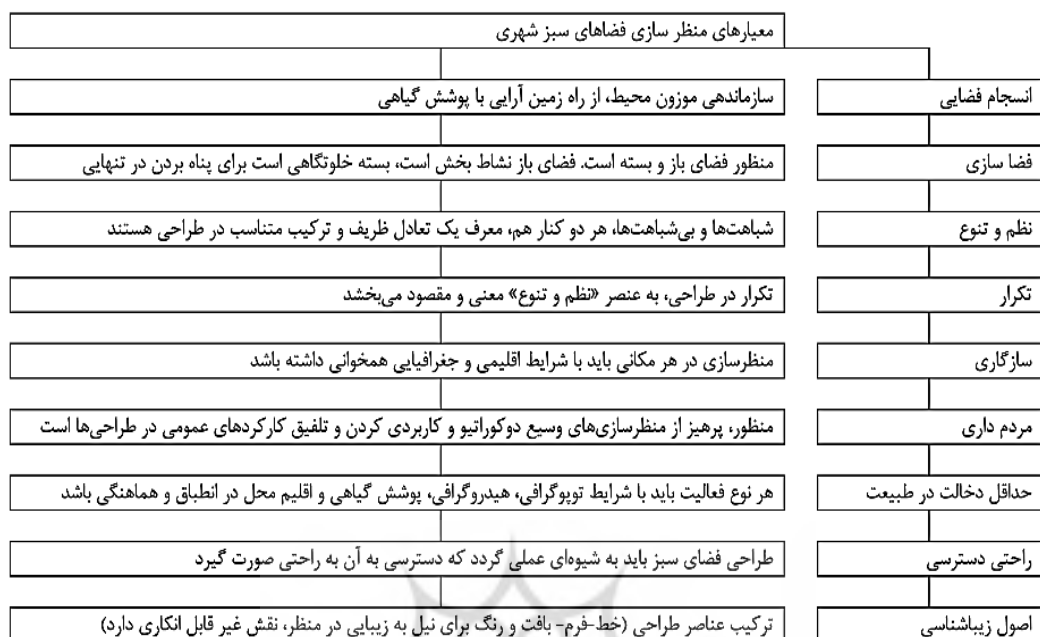 معیارهای منظر سازی فضاهای سبز شهری
انسجام فضایی
سازماندهی موزون محیط، از راه زمین آرایی با پوشش گیاهی
فضا سازی
منظور فضای باز و بسته است. فضای باز نشاط بخش است، بسته خلوتگاهی است برای پناه بردن در تنهایی
نظم و تنوع
شباهت‌ها و بی‌شباهت‌ها، هر دو کنار هم، معرف یک تعادل ظریف و ترکیب متناسب در طراحی هستند
تکرار
تکرار در طراحی، به عنصر «نظم و تنوع» معنی و مقصود می‌بخشد
سازگاری
منظرسازی در هر مکانی باید با شرایط اقلیمی و جغرافیایی همخوانی داشته باشد
مردم داری
منظور، پرهیز از منظرسازی‌های وسیع دوکوراتیو و کاربردی کردن و تلفیق کارکردهای عمومی در طراحی‌ها است
حداقل دخالت در طبیعت
هر نوع فعالیت باید با شرایط توپوگرافی، هیدروگرافی، پوشش گیاهی و اقلیم محل در انطباق و هماهنگی باشد
راحتی دسترسی
طراحی فضای سبز باید به شیوه‌ای عملی گردد که دسترسی به آن به راحتی صورت گیرد
اصول زیباشناسی
ترکیب عناصر طراحی (خط-فرم- بافت و رنگ برای نیل به زیبایی در منظر، نقش غیر قابل انکاری دارد)